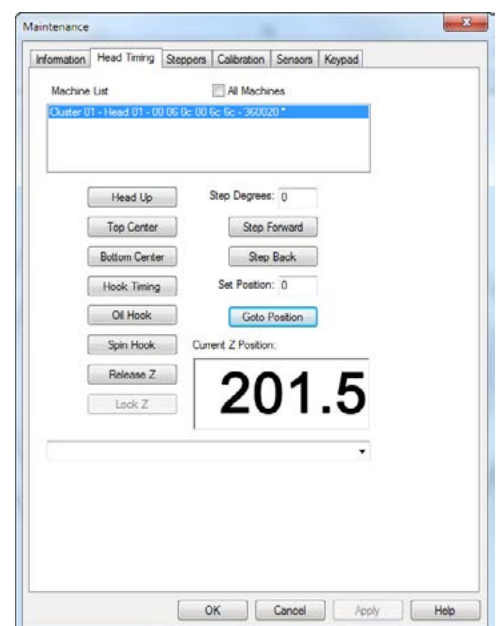 Maintenance
Information Head Timing Steppers Calibration Sensors Keypad
Machine List All Machines
Cluster 01 - Head 01 - 00 06 0c 00 6c 6c - 360020 *
Head Up Step Degrees: 0
Top Center Step Forward
Bottom Center Step Back
Hook Timing Set Position: 0
Oil Hook Goto Position
Spin Hook Current Z Position:
Release Z 201.5
Lock Z
OK Cancel Apply Help